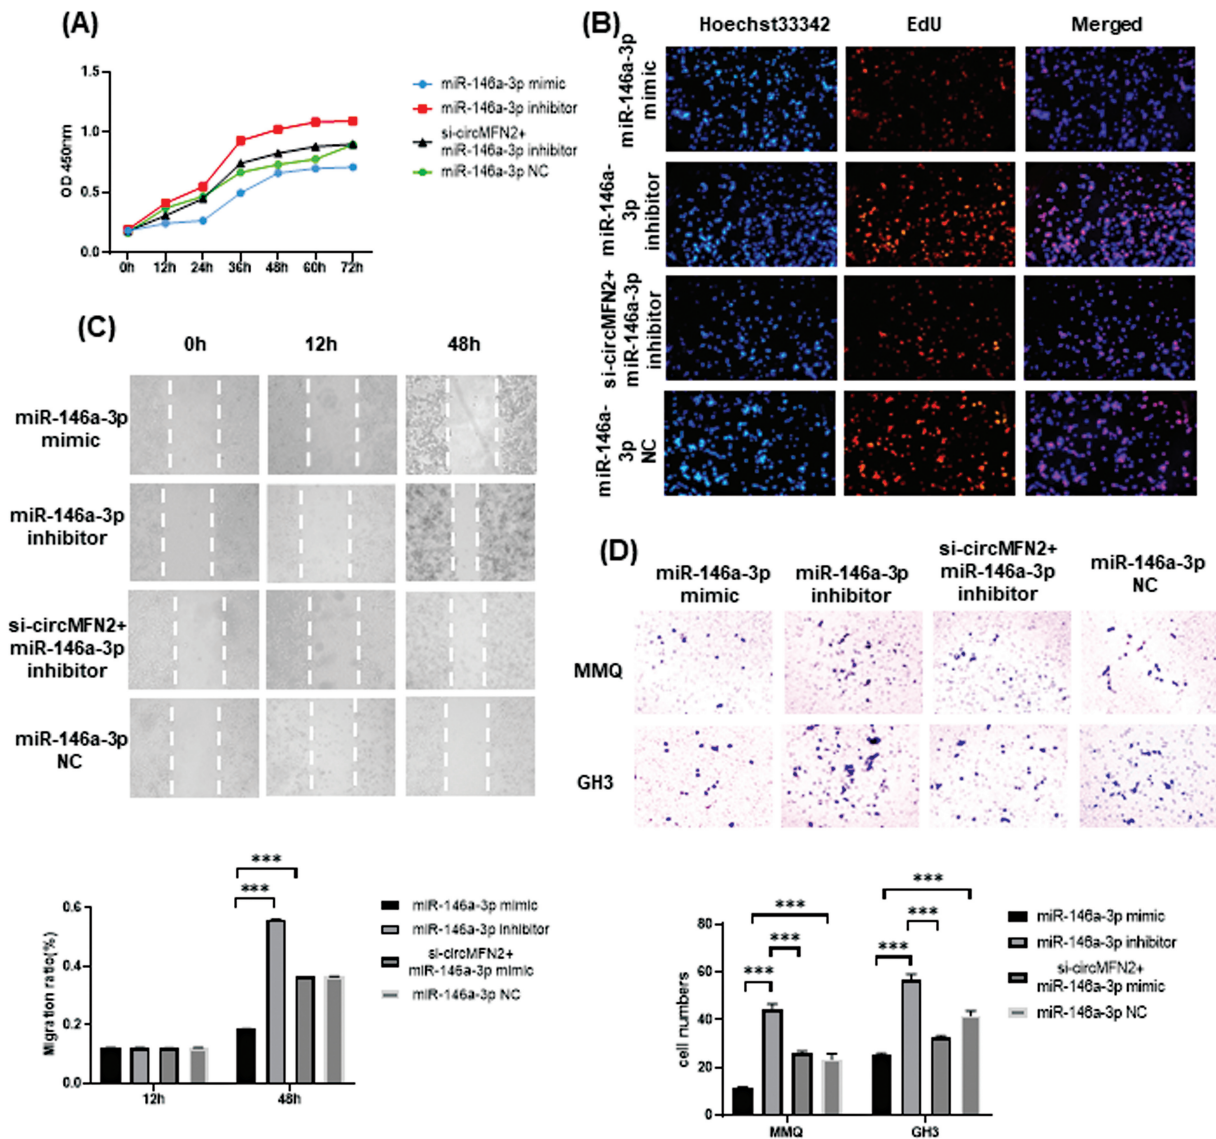 (A)
1.5
1.0
0.5
0.0
OD 450nm
0h 12h 24h 36h 48h 60h 72h
miR-146a-3p mimic
miR-146a-3p inhibitor
si-circMFN2+
miR-146a-3p inhibitor
miR-146a-3p NC
(B)
Hoechst33342 EdU Merged
miR-146a-3p
mimic
miR-146a-
3p
inhibitor
si-circMFN2+
miR-146a-3p
inhibitor
miR-146a-
3p
NC
(C)
0h 12h 48h
miR-146a-3p
mimic
miR-146a-3p
inhibitor
si-circMFN2+
miR-146a-3p
inhibitor
miR-146a-3p
NC
0.6
0.4
0.2
0.0
Migration ratio(%)
*** 
***
12h 48h
miR-146a-3p mimic
miR-146a-3p inhibitor
si-circMFN2+
miR-146a-3p mimic
miR-146a-3p NC
(D)
miR-146a-3p
mimic
miR-146a-3p
inhibitor
si-circMFN2+
miR-146a-3p
inhibitor
miR-146a-3p
NC
MMQ
GH3
80
60
40
20
0
cell numbers
***
***
***
***
***
***
MMQ GH3
miR-146a-3p mimic
miR-146a-3p inhibitor
si-circMFN2+
miR-146a-3p mimic
miR-146a-3p NC